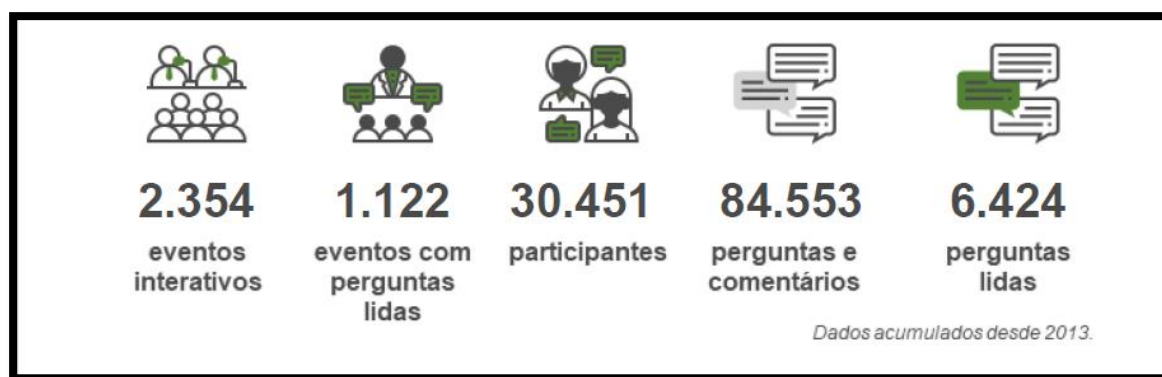 2.354
eventos
interativos
1.122
eventos com
perguntas
lidas
30.451
participantes
84.553
perguntas e
comentários
6.424
perguntas
lidas
Dados acumulados desde 2013.